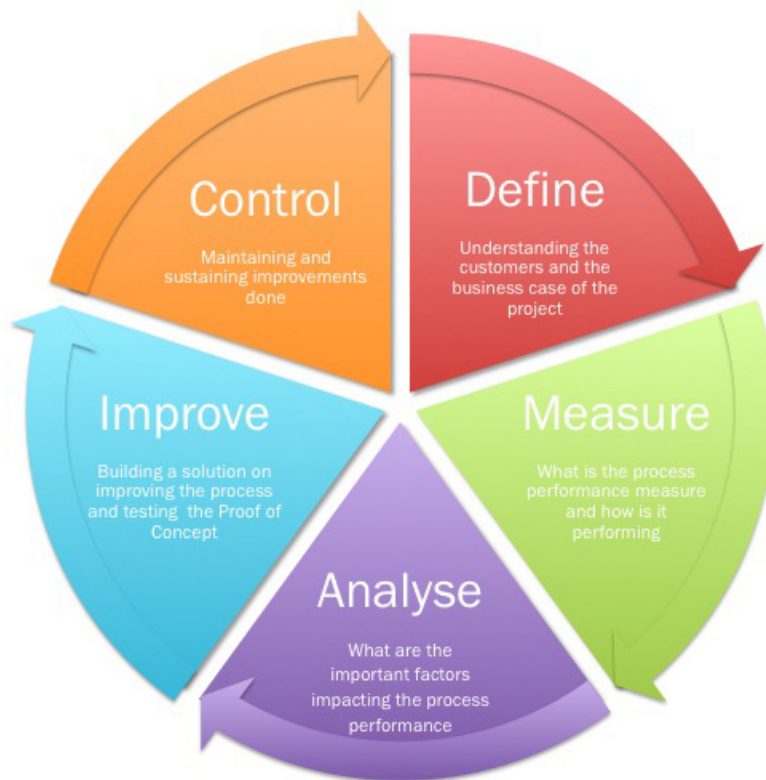 Control
Maintaining and
sustaining improvements
done
Define
Understanding the
customers and the
business case of the
project
Improve
Building a solution on
improving the process
and testing the Proof of
Concept
Measure
What is the process
performance measure
and how is it
performing
Analyse
What are the
important factors
impacting the process
performance